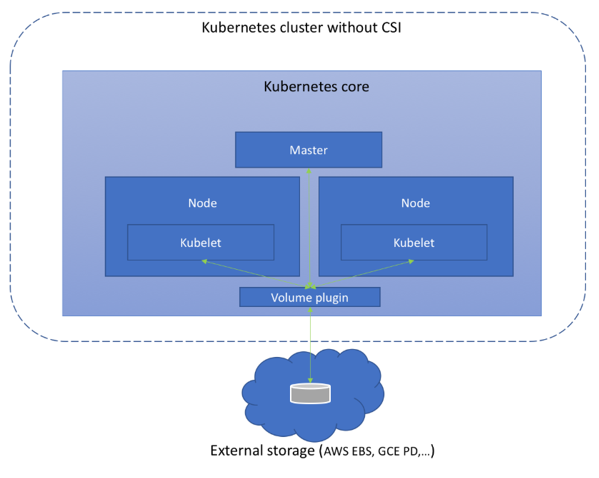 Kubernetes cluster without CSI
Kubernetes core
Master
Node
Node
Kubelet
Kubelet
Volume plugin
External storage (AWS EBS, GCE PD,...)